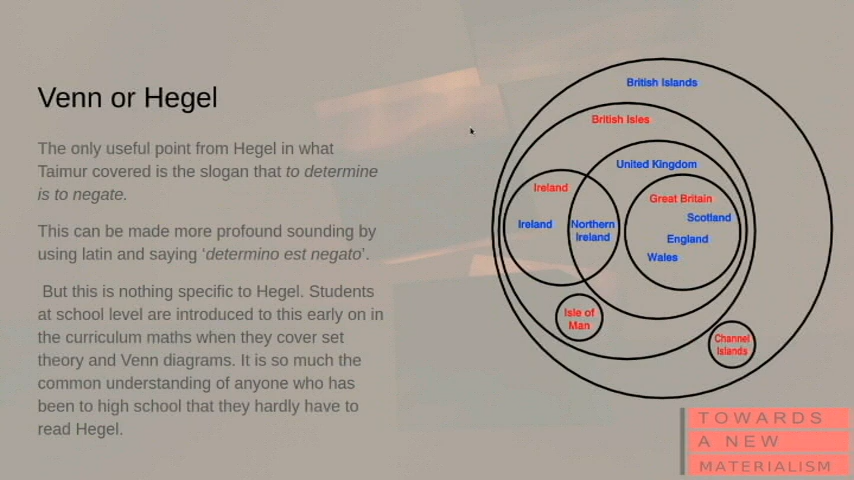 Venn or Hegel
The only useful point from Hegel in what
Taimur covered is the slogan that to determine
is to negate.
This can be made more profound sounding by
using latin and saying ‘determino est negato’.
But this is nothing specific to Hegel. Students
at school level are introduced to this early on in
the curriculum maths when they cover set
theory and Venn diagrams. It is so much the
common understanding of anyone who has
been to high school that they hardly have to
read Hegel.
British Islands
British Isles
United Kingdom
Ireland
Great Britain
Scotland
Ireland
Northern
Ireland
England
Wales
Isle of
Man
Channel
Islands
TOWARDS
A NEW
MATERIALISM